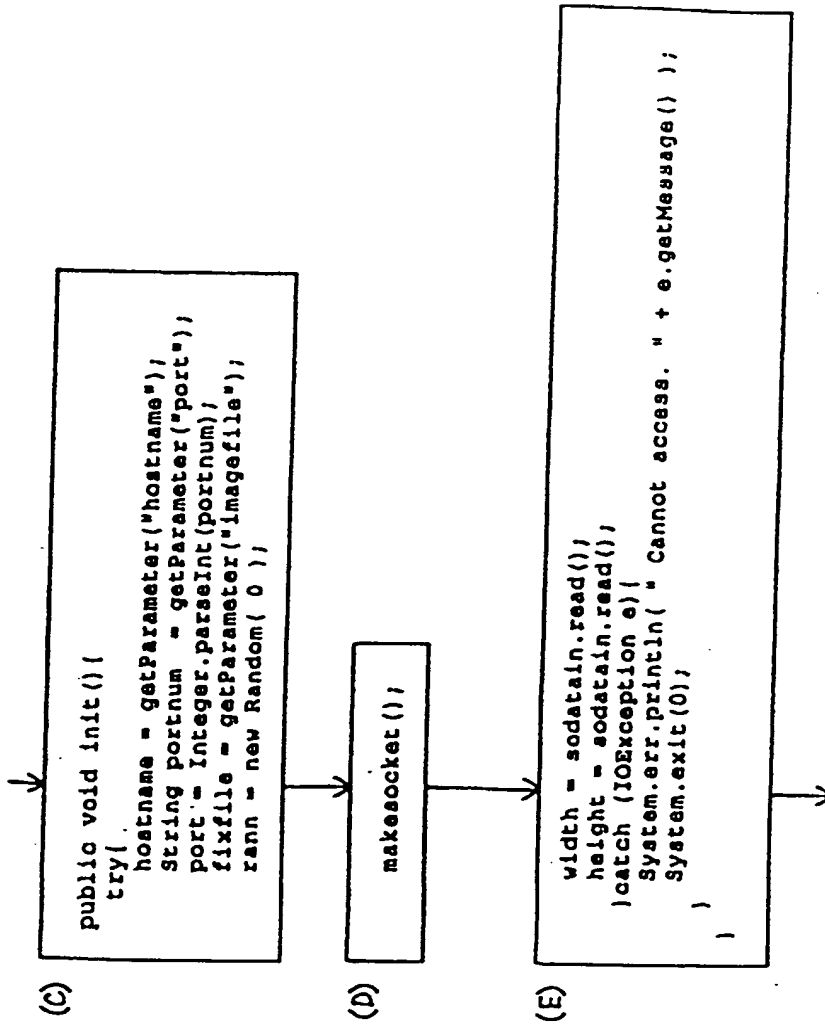 (C)
public void init(){
try{
hostname = getParameter("hostname");
String portnum = getParameter("port");
port = Integer.parseInt(portnum);
fixfile = getParameter("imagefile");
rann = new Random( 0 );
(D)
makesocket();
(E)
width = sodatain.read();
height = sodatain.read();
}catch (IOException e){
System.err.println( " Cannot access. " + e.getMessage() );
System.exit(0);
}
}